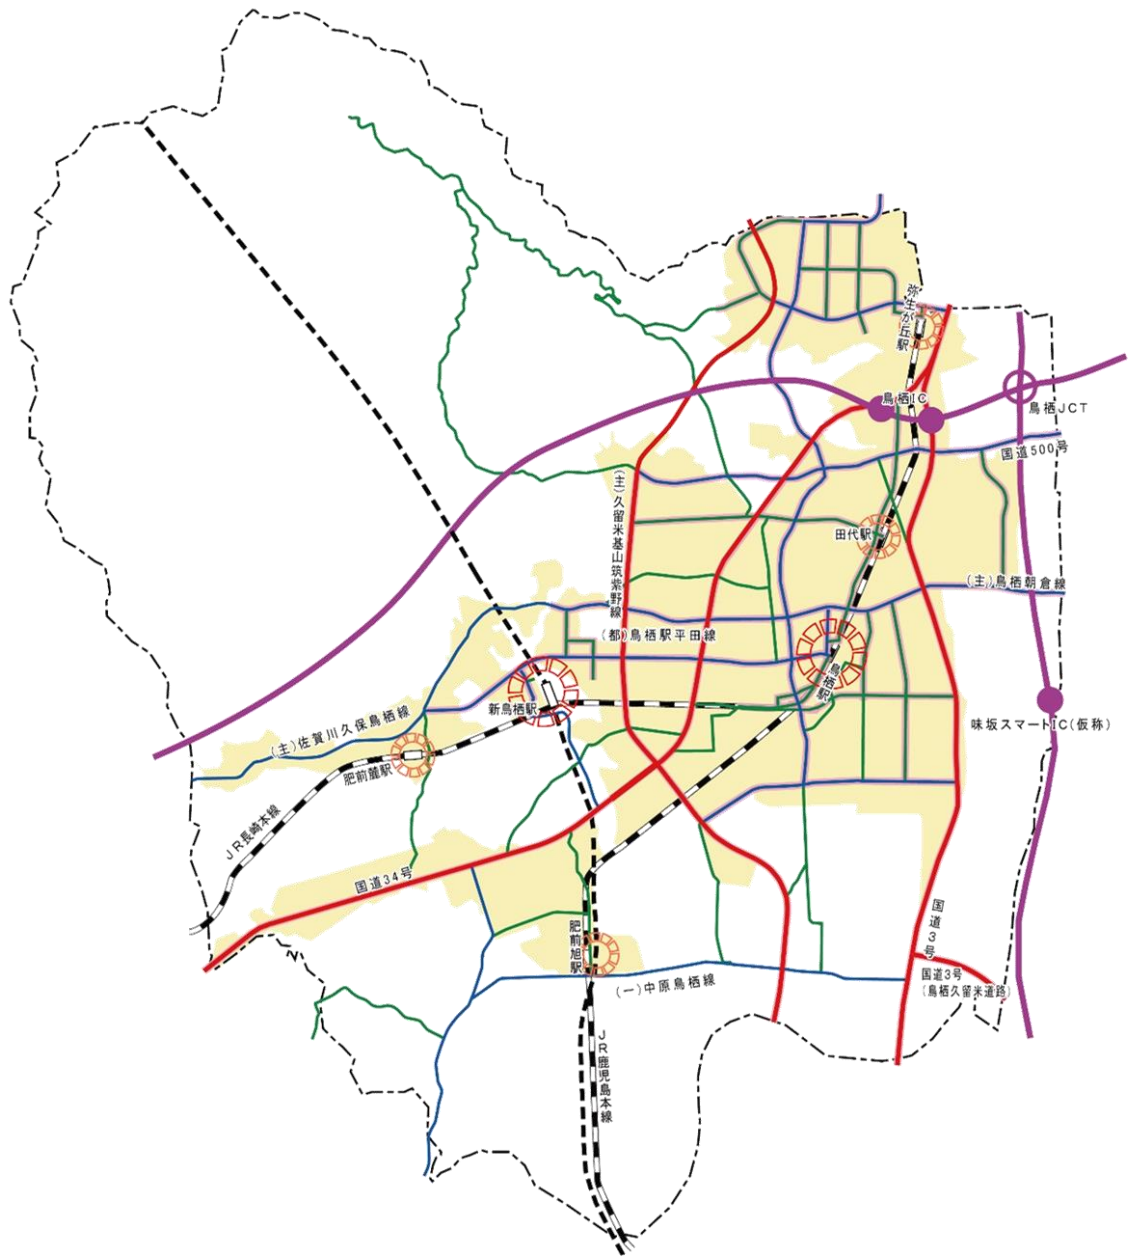 弥生が丘駅
鳥栖IC
鳥栖JCT
国道500号
(主)久留米基山筑紫野線
田代駅
(主)鳥栖朝倉線
(都)鳥栖駅平田線
鳥栖駅
新鳥栖駅
(主)佐賀川久保鳥栖線
味坂スマートIC(仮称)
肥前麓駅
JR長崎本線
国道34号
国道3号
肥前旭駅
国道3号
(鳥栖久留米道路)
(一)中原鳥栖線
JR鹿児島本線